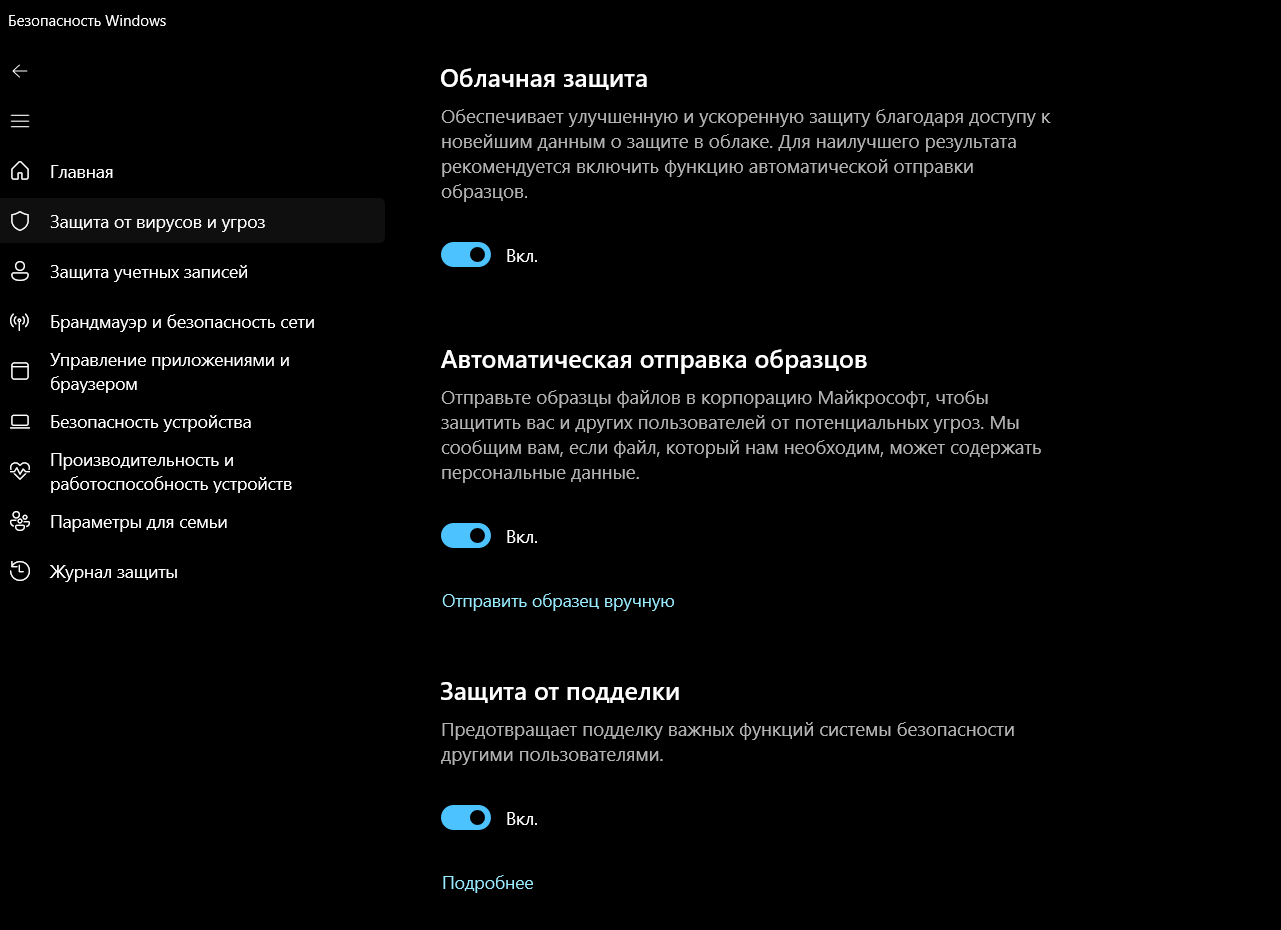 Безопасность Windows
Главная
Защита от вирусов и угроз
Защита учетных записей
Брандмауэр и безопасность сети
Управление приложениями и
браузером
Безопасность устройства
Производительность и
работоспособность устройств
Параметры для семьи
Журнал защиты
Облачная защита
Обеспечивает улучшенную и ускоренную защиту благодаря доступу к
новейшим данным о защите в облаке. Для наилучшего результата
рекомендуется включить функцию автоматической отправки
образцов.
Вкл.
Автоматическая отправка образцов
Отправьте образцы файлов в корпорацию Майкрософт, чтобы
защитить вас и других пользователей от потенциальных угроз. Мы
сообщим вам, если файл, который нам необходим, может содержать
персональные данные.
Вкл.
Отправить образец вручную
Защита от подделки
Предотвращает подделку важных функций системы безопасности
другими пользователями.
Вкл.
Подробнее